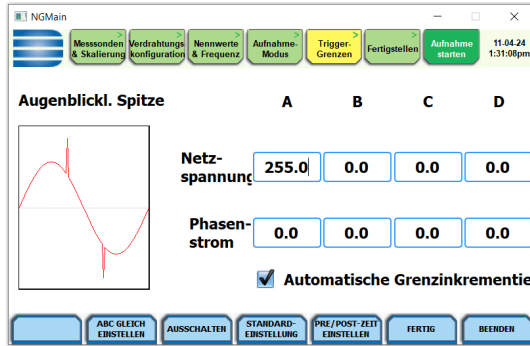 NGMain
Messsonden
& Skalierung
Verdrahtungs
konfiguration
Nennwerte
& Frequenz
Aufnahme-
Modus
Trigger-
Grenzen
Fertigstellen
Aufnahme
starten
11-04-24
1:31:08pm
Augenblickl. Spitze
A B C D
Netz-
spannung
255.0 0.0 0.0 0.0
Phasen-
strom
0.0 0.0 0.0 0.0
Automatische Grenzinkrementie
ABC GLEICH
EINSTELLEN
AUSSCHALTEN
STANDARD-
EINSTELLUNG
PRE/POST-ZEIT
EINSTELLEN
FERTIG
BEENDEN